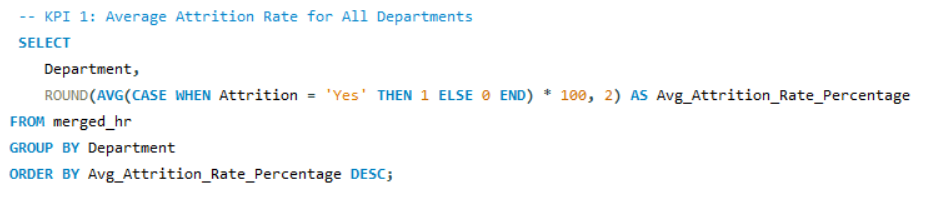 -- KPI 1: Average Attrition Rate for All Departments
SELECT
Department,
ROUND(AVG(CASE WHEN Attrition = 'Yes' THEN 1 ELSE 0 END) * 100, 2) AS Avg_Attrition_Rate_Percentage
FROM merged_hr
GROUP BY Department
ORDER BY Avg_Attrition_Rate_Percentage DESC;